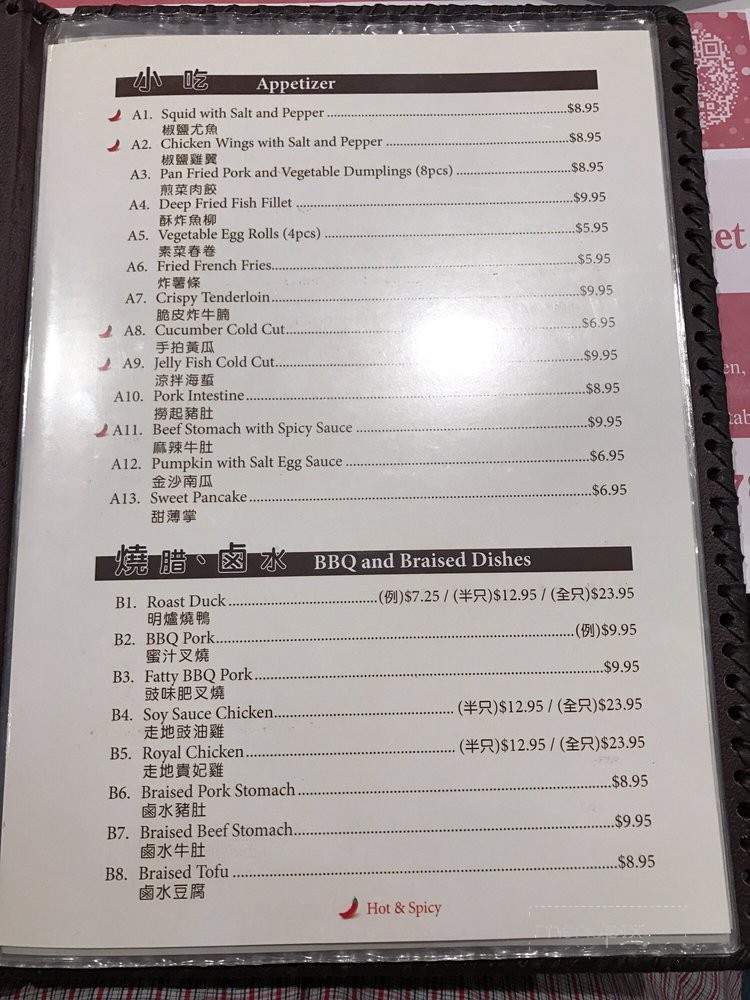 小 吃 Appetizer
A1. Squid with Salt and Pepper ........ $8.95
椒鹽尤魚
A2. Chicken Wings with Salt and Pepper ........ $8.95
椒鹽雞翼
A3. Pan Fried Pork and Vegetable Dumplings (8pcs) ........ $8.95
煎菜肉餃
A4. Deep Fried Fish Fillet ........ $9.95
酥炸魚柳
A5. Vegetable Egg Rolls (4pcs) ........ $5.95
素菜春卷
A6. Fried French Fries ........ $5.95
炸薯條
A7. Crispy Tenderloin ........ $9.95
脆皮炸牛腩
A8. Cucumber Cold Cut ........ $6.95
手拍黃瓜
A9. Jelly Fish Cold Cut ........ $9.95
涼拌海蜇
A10. Pork Intestine ........ $8.95
撈起豬肚
A11. Beef Stomach with Spicy Sauce ........ $9.95
麻辣牛肚
A12. Pumpkin with Salt Egg Sauce ........ $6.95
金沙南瓜
A13. Sweet Pancake ........ $6.95
甜薄掌
燒 腊、鹵 水 BBQ and Braised Dishes
B1. Roast Duck ........ (例)$7.25 / (半只)$12.95 / (全只)$23.95
明爐燒鴨
B2. BBQ Pork ........ (例)$9.95
蜜汁叉燒
B3. Fatty BBQ Pork ........ $9.95
豉味肥叉燒
B4. Soy Sauce Chicken ........ (半只)$12.95 / (全只)$23.95
走地豉油雞
B5. Royal Chicken ........ (半只)$12.95 / (全只)$23.95
走地貴妃雞
B6. Braised Pork Stomach ........ $8.95
鹵水豬肚
B7. Braised Beef Stomach ........ $9.95
鹵水牛肚
B8. Braised Tofu ........ $8.95
鹵水豆腐
Hot & Spicy